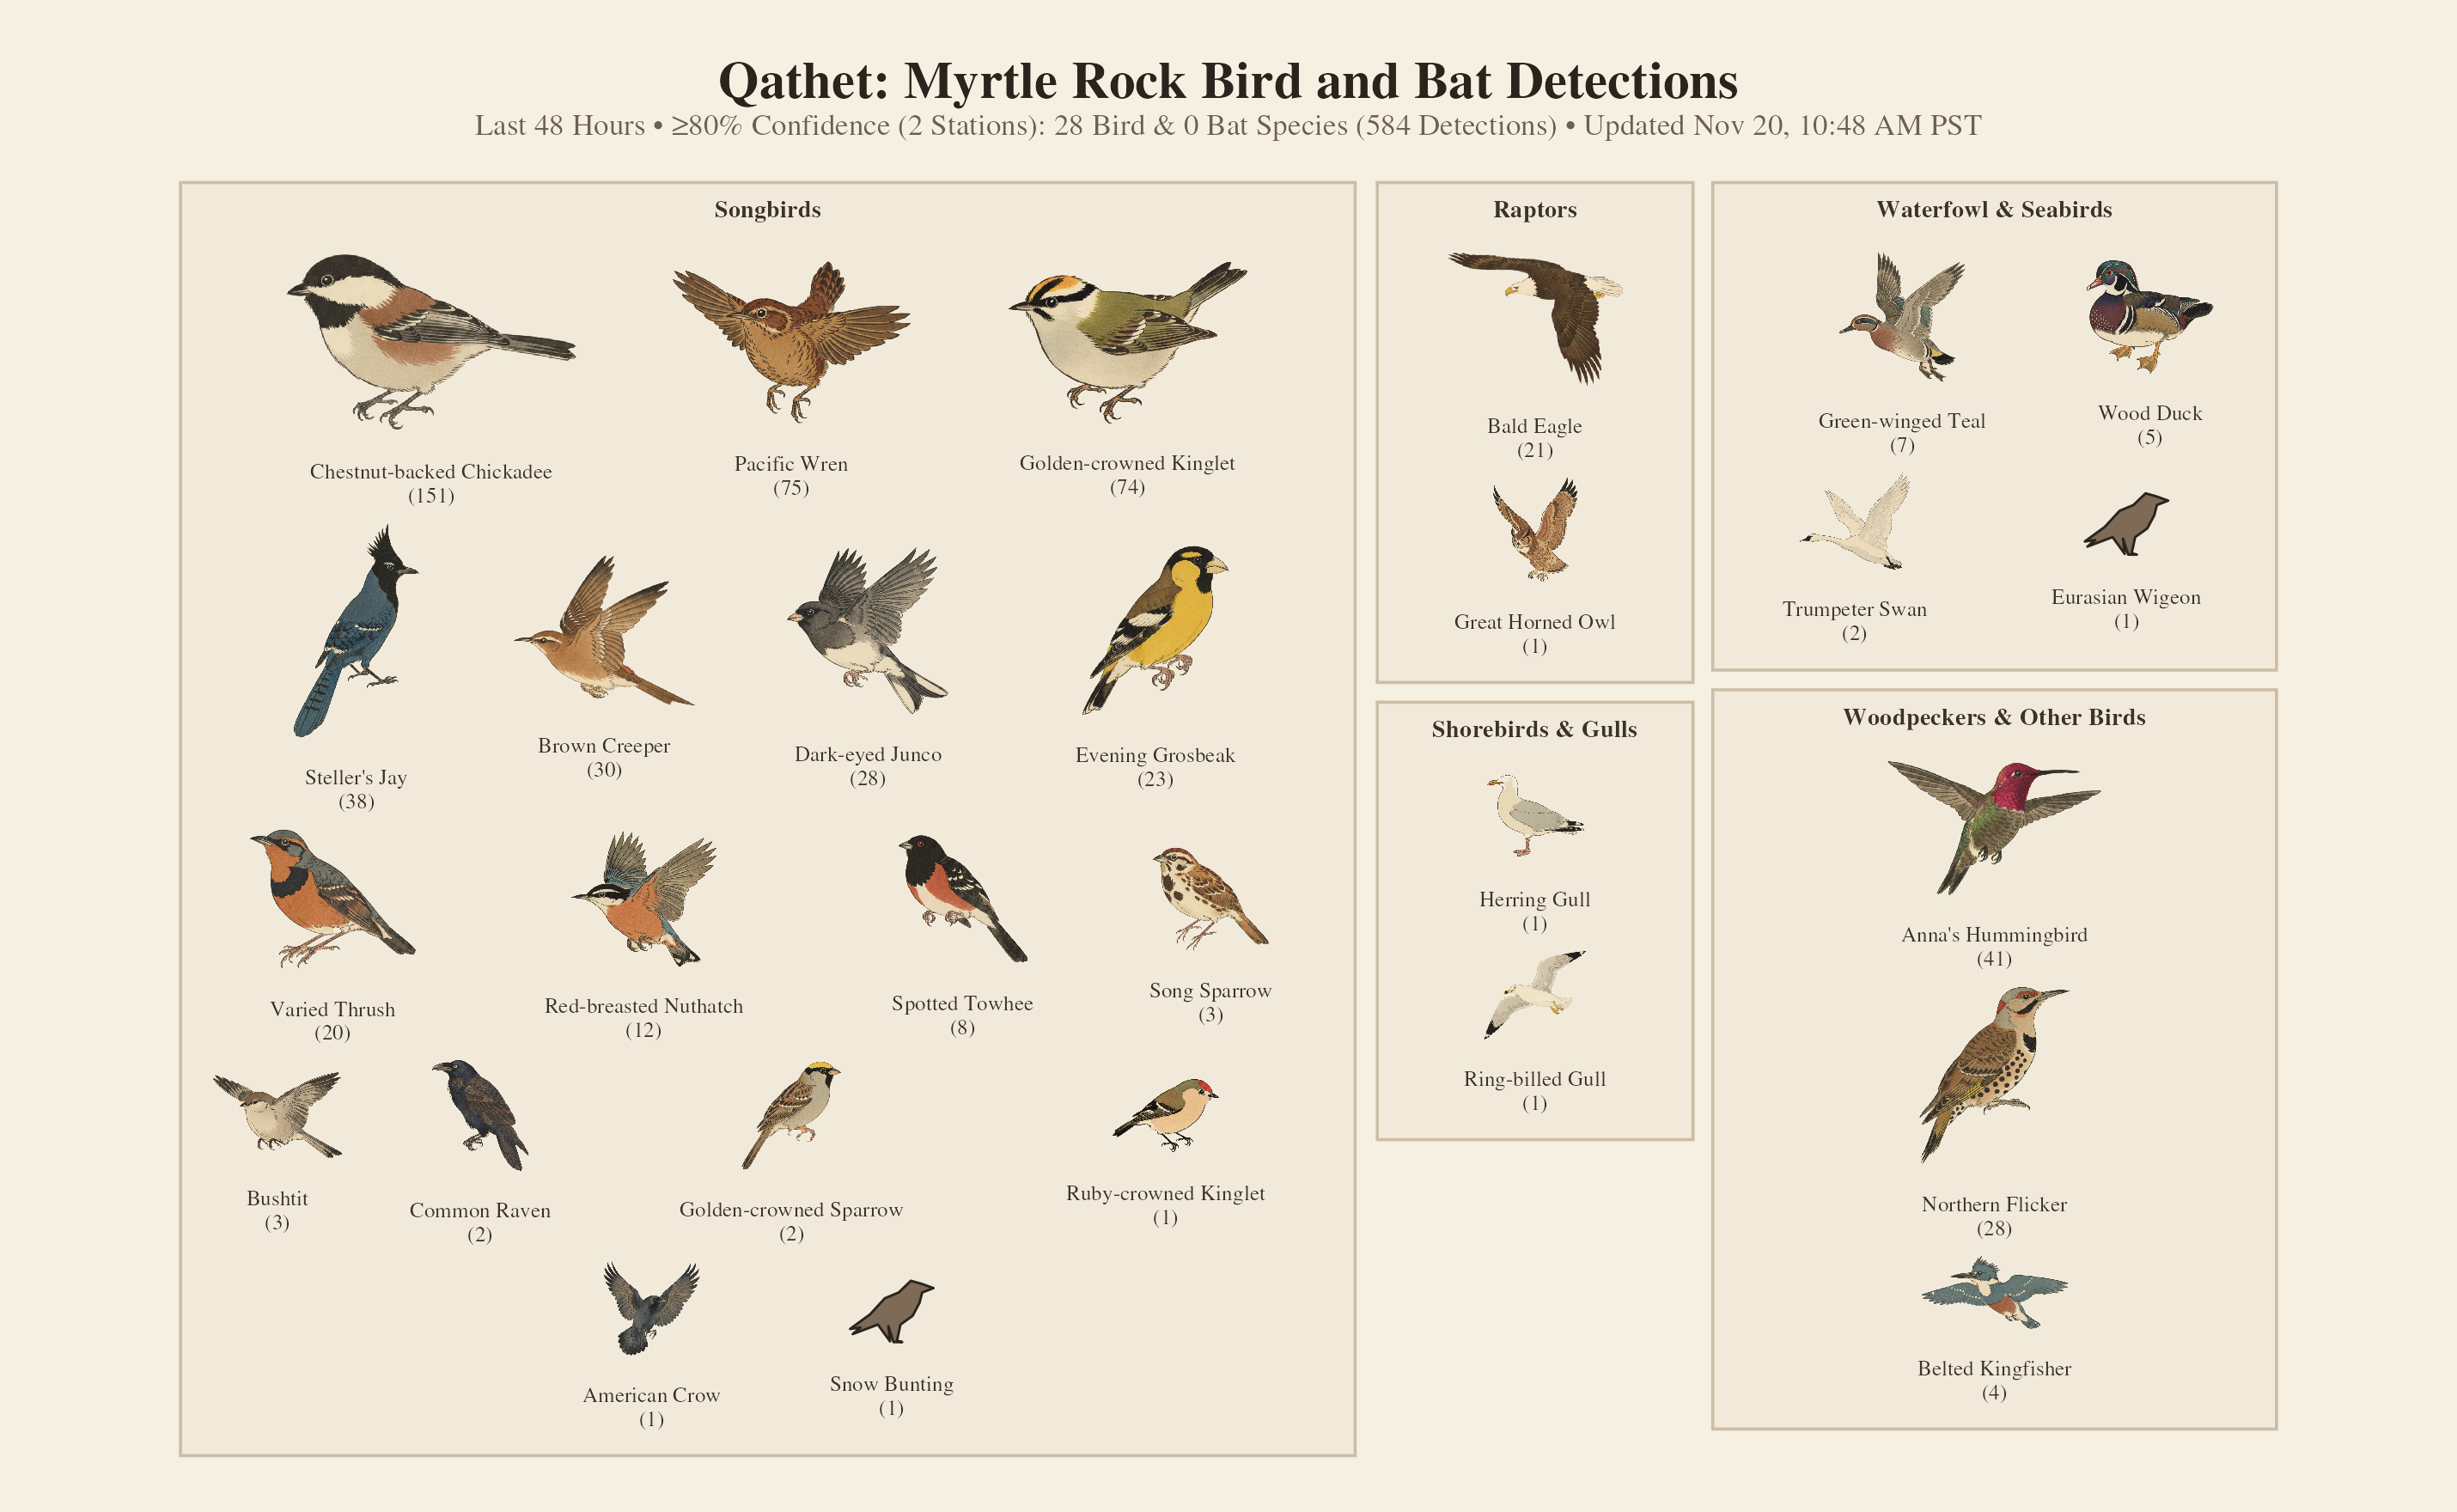 Qathet: Myrtle Rock Bird and Bat Detections
Last 48 Hours • ≥80% Confidence (2 Stations): 28 Bird & 0 Bat Species (584 Detections) • Updated Nov 20, 10:48 AM PST
Songbirds
Chestnut-backed Chickadee
(151)
Pacific Wren
(75)
Golden-crowned Kinglet
(74)
Steller's Jay
(38)
Brown Creeper
(30)
Dark-eyed Junco
(28)
Evening Grosbeak
(23)
Varied Thrush
(20)
Red-breasted Nuthatch
(12)
Spotted Towhee
(8)
Song Sparrow
(3)
Bushtit
(3)
Common Raven
(2)
Golden-crowned Sparrow
(2)
Ruby-crowned Kinglet
(1)
American Crow
(1)
Snow Bunting
(1)
Raptors
Bald Eagle
(21)
Great Horned Owl
(1)
Shorebirds & Gulls
Herring Gull
(1)
Ring-billed Gull
(1)
Waterfowl & Seabirds
Green-winged Teal
(7)
Wood Duck
(5)
Trumpeter Swan
(2)
Eurasian Wigeon
(1)
Woodpeckers & Other Birds
Anna's Hummingbird
(41)
Northern Flicker
(28)
Belted Kingfisher
(4)